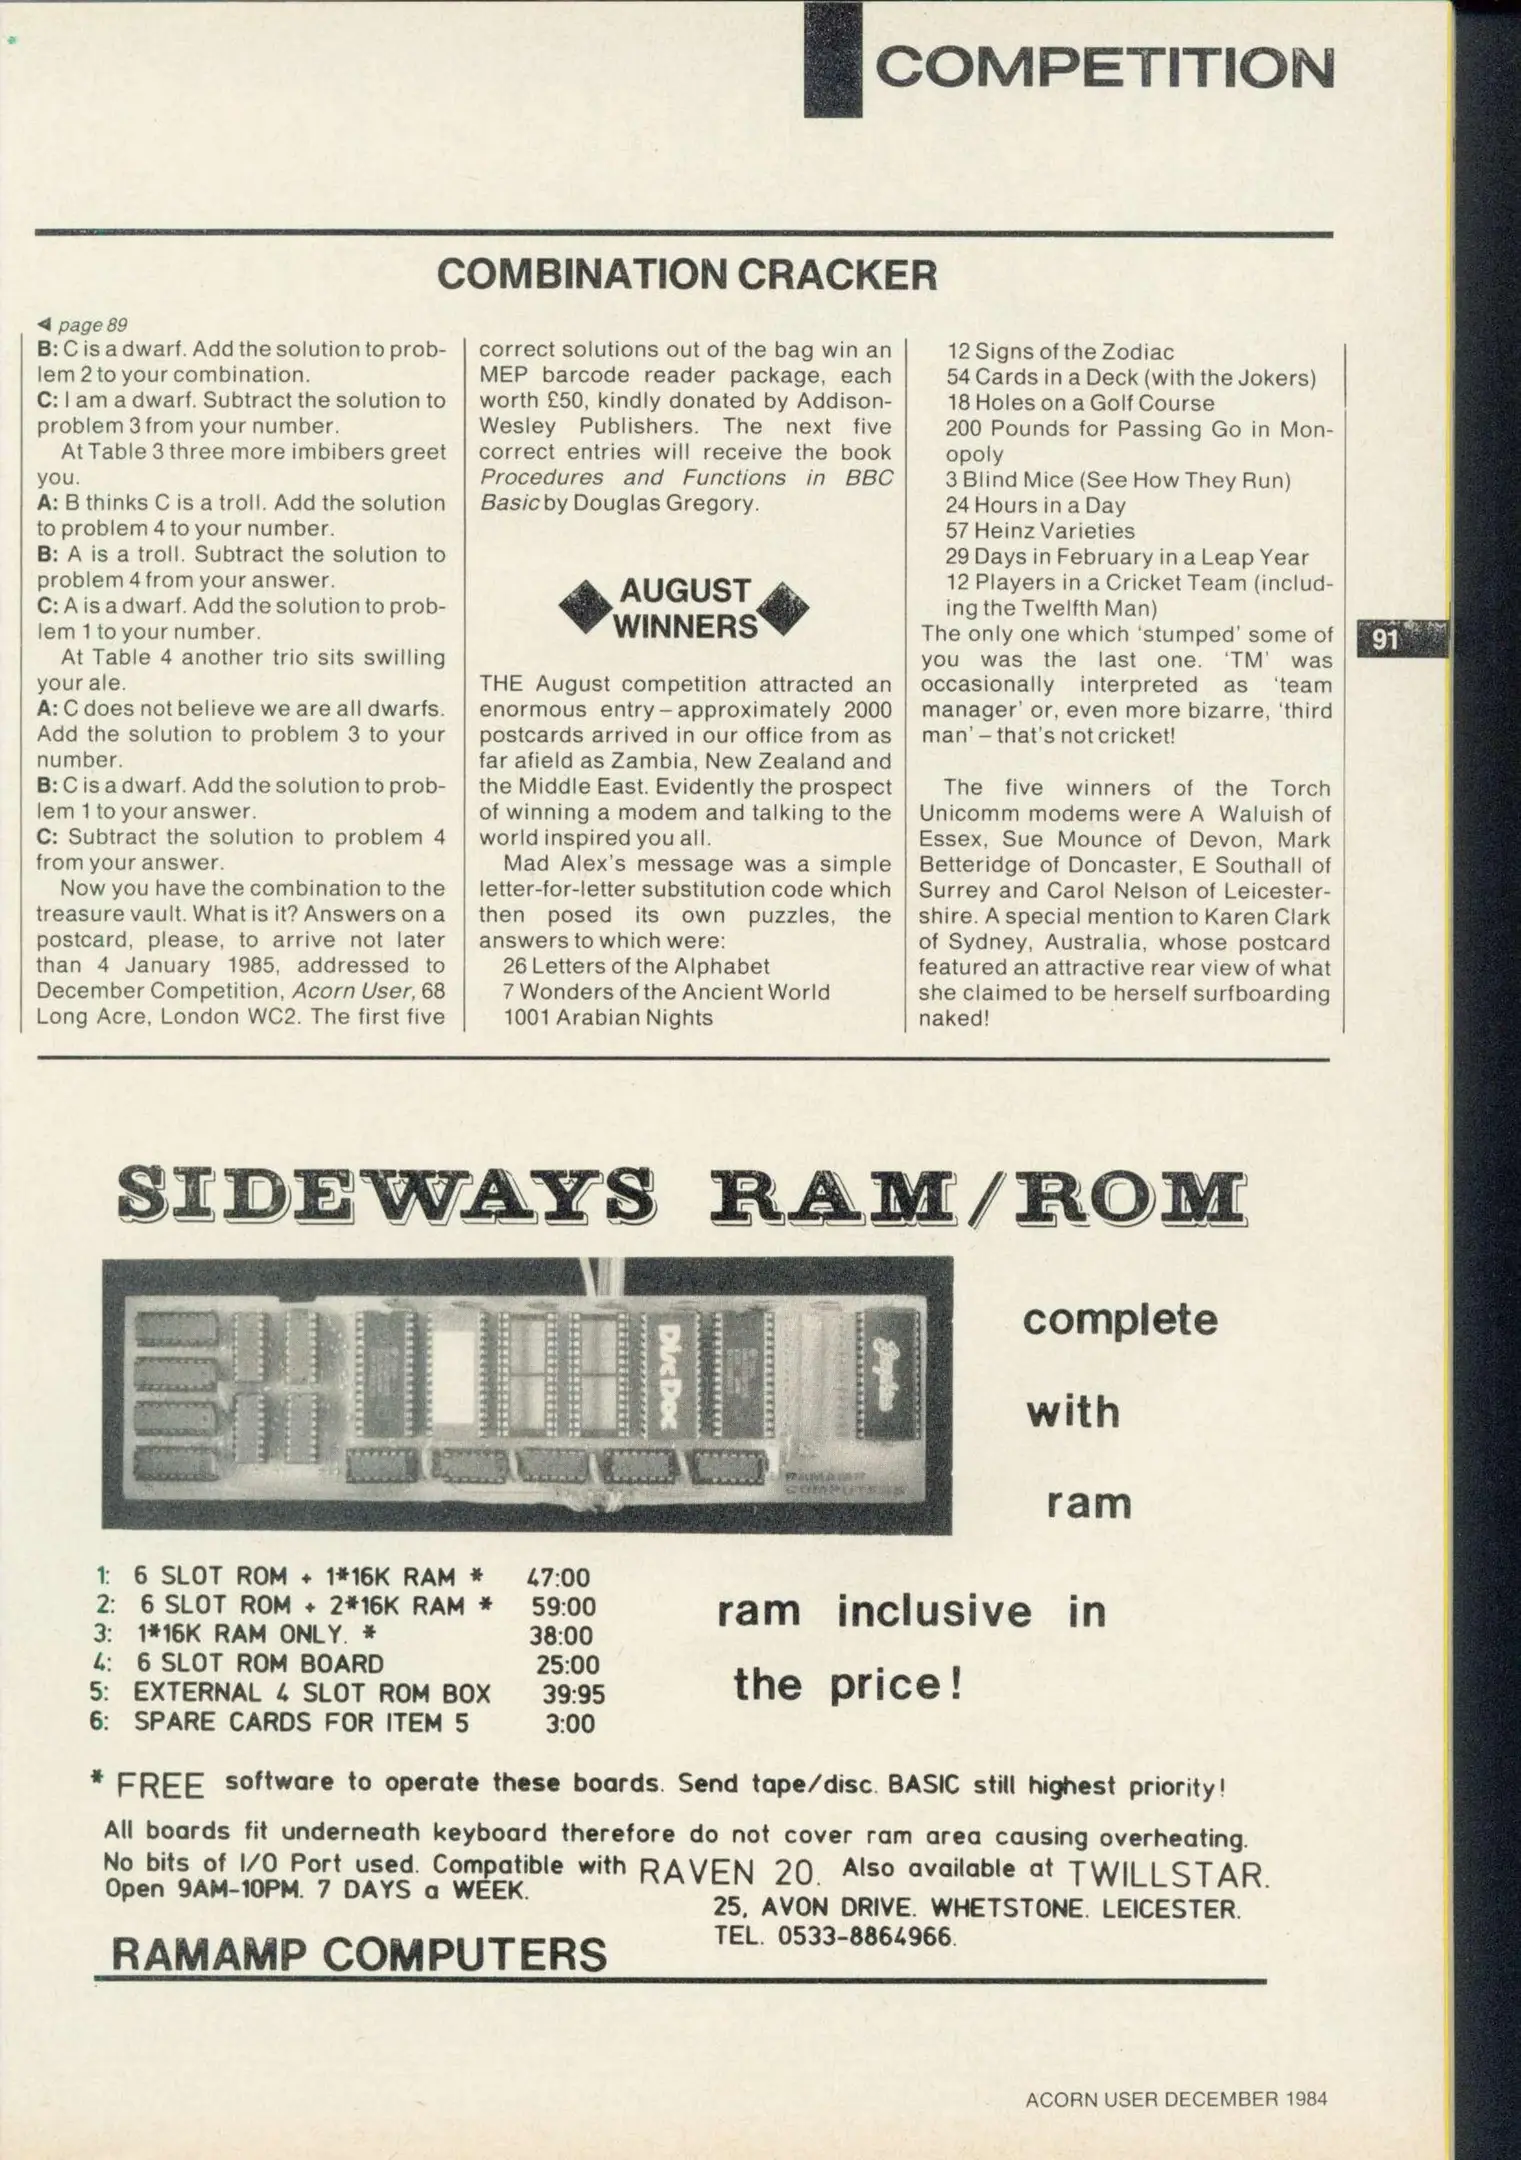 COMPETITION
COMBINATION CRACKER
◄ page 89
B: C is a dwarf. Add the solution to prob-
lem 2 to your combination.
C: I am a dwarf. Subtract the solution to
problem 3 from your number.
At Table 3 three more imbibers greet
you.
A: B thinks C is a troll. Add the solution
to problem 4 to your number.
B: A is a troll. Subtract the solution to
problem 4 from your answer.
C: A is a dwarf. Add the solution to prob-
lem 1 to your number.
At Table 4 another trio sits swilling
your ale.
A: C does not believe we are all dwarfs.
Add the solution to problem 3 to your
number.
B: C is a dwarf. Add the solution to prob-
lem 1 to your answer.
C: Subtract the solution to problem 4
from your answer.
Now you have the combination to the
treasure vault. What is it? Answers on a
postcard, please, to arrive not later
than 4 January 1985, addressed to
December Competition, Acorn User, 68
Long Acre, London WC2. The first five
correct solutions out of the bag win an
MEP barcode reader package, each
worth £50, kindly donated by Addison-
Wesley Publishers. The next five
correct entries will receive the book
Procedures and Functions in BBC
Basic by Douglas Gregory.
AUGUST
WINNERS
THE August competition attracted an
enormous entry – approximately 2000
postcards arrived in our office from as
far afield as Zambia, New Zealand and
the Middle East. Evidently the prospect
of winning a modem and talking to the
world inspired you all.
Mad Alex's message was a simple
letter-for-letter substitution code which
then posed its own puzzles, the
answers to which were:
26 Letters of the Alphabet
7 Wonders of the Ancient World
1001 Arabian Nights
12 Signs of the Zodiac
54 Cards in a Deck (with the Jokers)
18 Holes on a Golf Course
200 Pounds for Passing Go in Mon-
opoly
3 Blind Mice (See How They Run)
24 Hours in a Day
57 Heinz Varieties
29 Days in February in a Leap Year
12 Players in a Cricket Team (includ-
ing the Twelfth Man)
The only one which 'stumped' some of
you was the last one. 'TM' was
occasionally interpreted as 'team
manager' or, even more bizarre, 'third
man' – that's not cricket!
The five winners of the Torch
Unicomm modems were A Waluish of
Essex, Sue Mounce of Devon, Mark
Betteridge of Doncaster, E Southall of
Surrey and Carol Nelson of Leicester-
shire. A special mention to Karen Clark
of Sydney, Australia, whose postcard
featured an attractive rear view of what
she claimed to be herself surfboarding
naked!
91
SIDEWAYS RAM/ROM
Disc Doc
RAMAMP
COMPUTERS
complete
with
ram
1: 6 SLOT ROM + 1*16K RAM * 47:00
2: 6 SLOT ROM + 2*16K RAM * 59:00
3: 1*16K RAM ONLY. * 38:00
4: 6 SLOT ROM BOARD 25:00
5: EXTERNAL 4 SLOT ROM BOX 39:95
6: SPARE CARDS FOR ITEM 5 3:00
ram inclusive in
the price!
* FREE software to operate these boards. Send tape/disc. BASIC still highest priority!
All boards fit underneath keyboard therefore do not cover ram area causing overheating.
No bits of I/O Port used. Compatible with RAVEN 20. Also available at TWILLSTAR.
Open 9AM-10PM. 7 DAYS a WEEK.
25, AVON DRIVE. WHETSTONE. LEICESTER.
TEL. 0533-8864966.
RAMAMP COMPUTERS
ACORN USER DECEMBER 1984